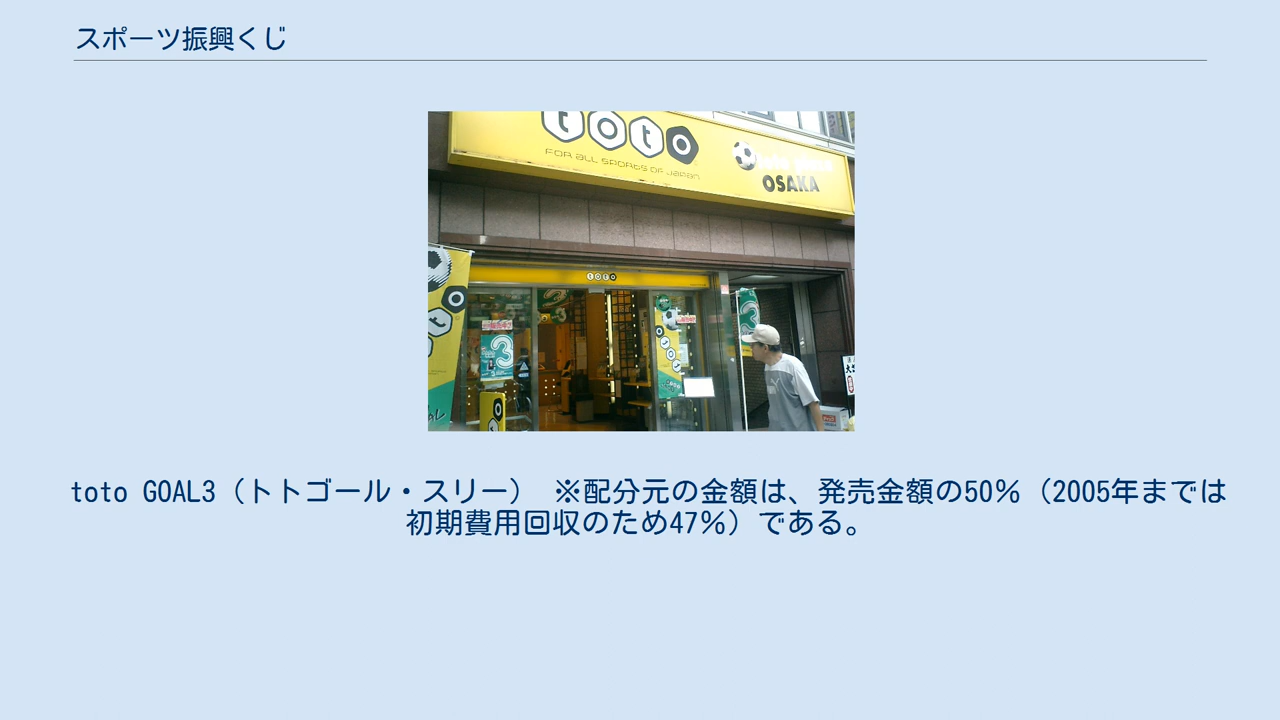 スポーツ振興くじ
toto
FOR ALL SPORTS OF JAPAN
OSAKA
toto
3
3
toto GOAL3（トトゴール・スリー） ※配分元の金額は、発売金額の50％（2005年までは
初期費用回収のため47％）である。